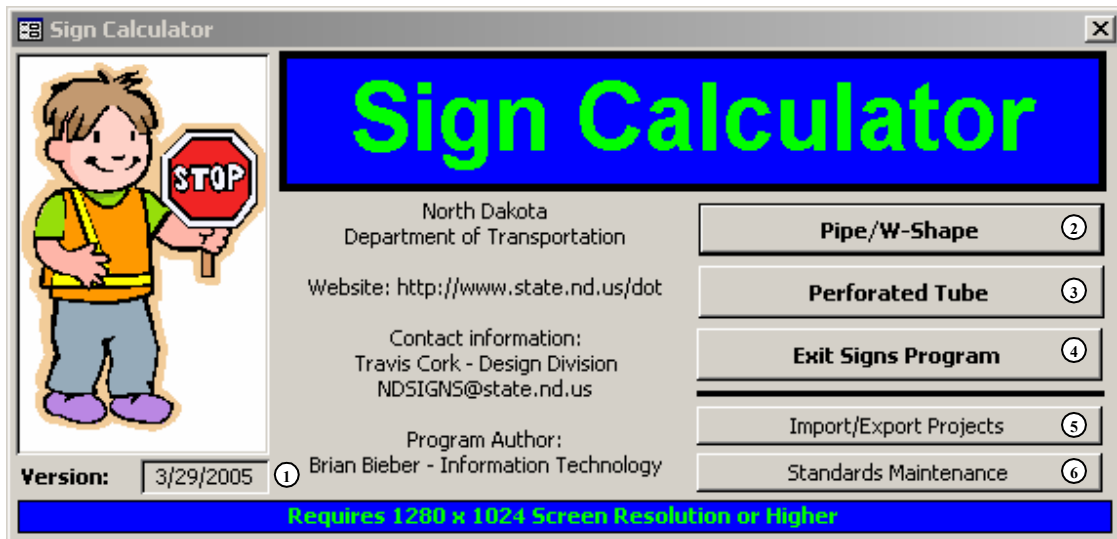 Sign Calculator
STOP
Sign Calculator
North Dakota
Department of Transportation
Website: http://www.state.nd.us/dot
Contact information:
Travis Cork - Design Division
NDSIGNS@state.nd.us
Program Author:
Brian Bieber - Information Technology
Pipe/W-Shape 2
Perforated Tube 3
Exit Signs Program 4
Import/Export Projects 5
Standards Maintenance 6
Version: 3/29/2005 1
Requires 1280 x 1024 Screen Resolution or Higher